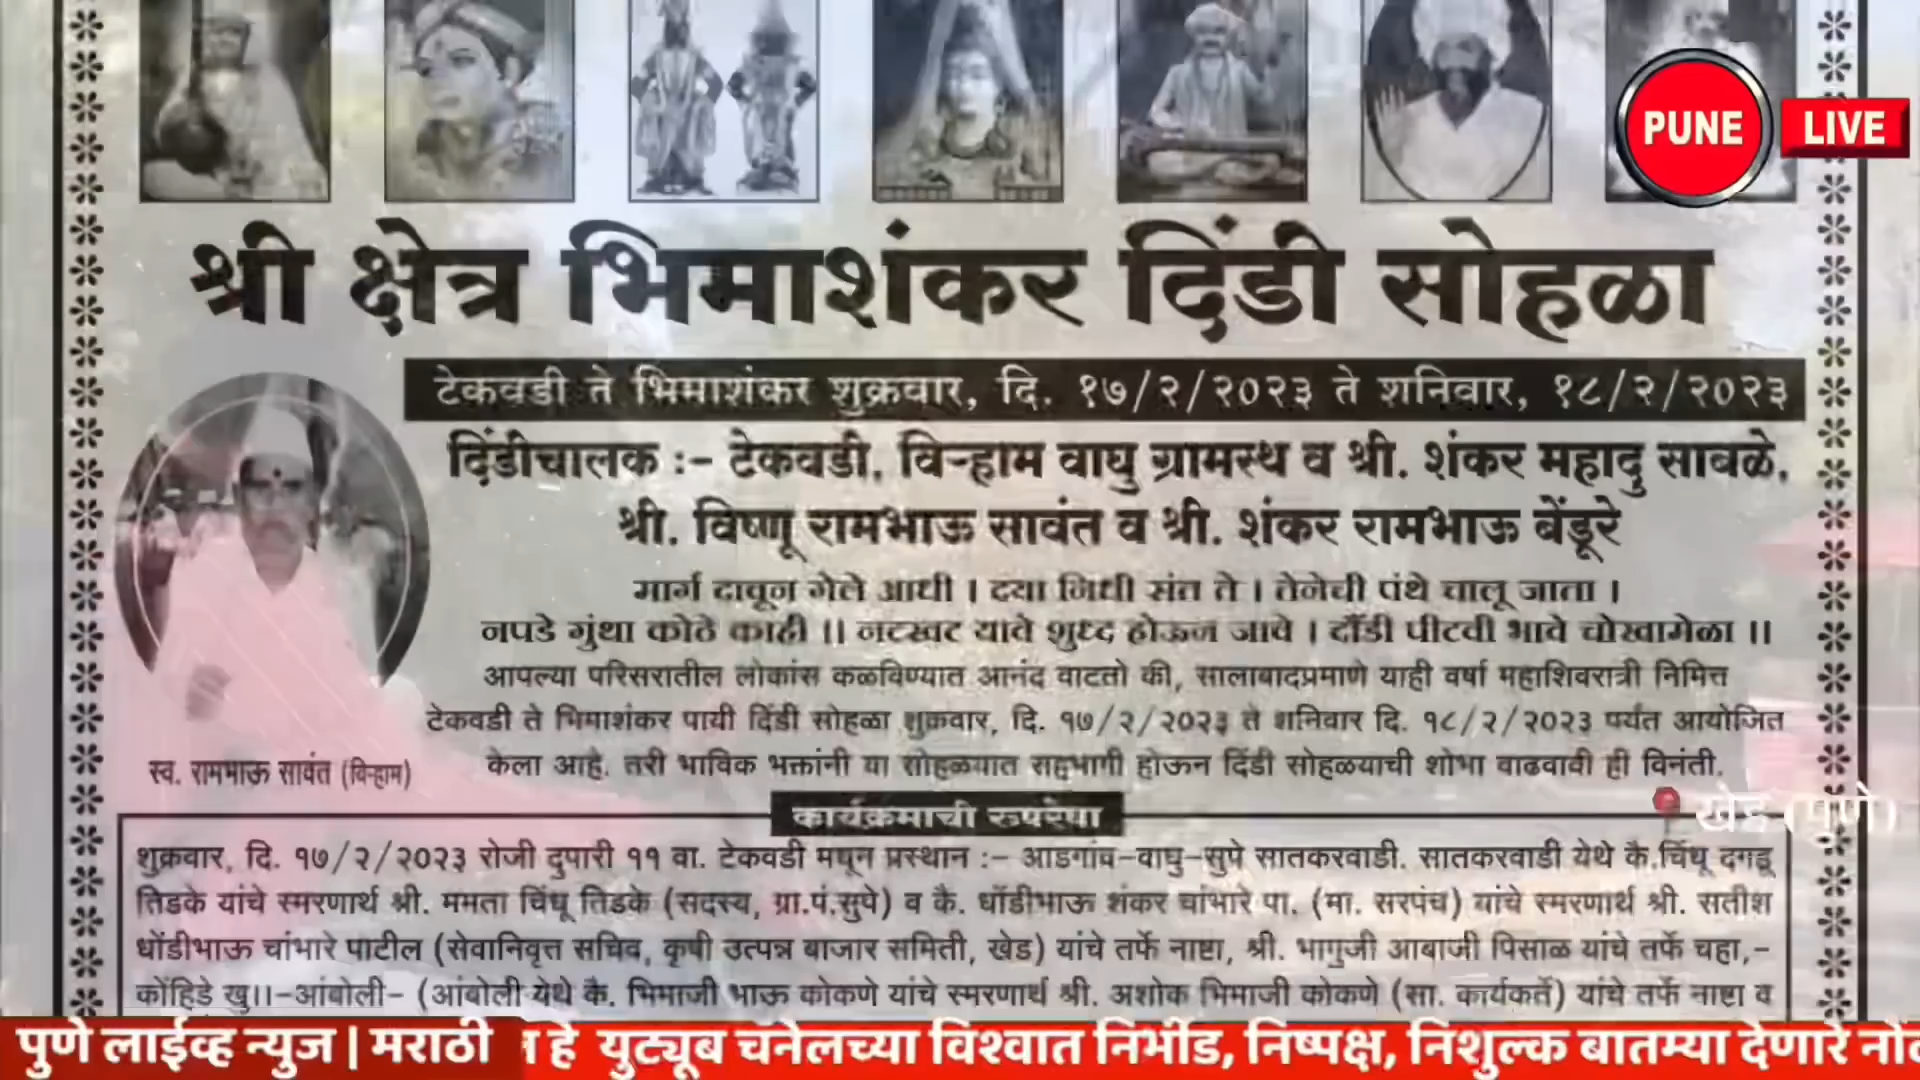 PUNE LIVE
श्री क्षेत्र भिमाशंकर दिंडी सोहळा
टेकवडी ते भिमाशंकर शुक्रवार, दि. १७/२/२०२३ ते शनिवार, १८/२/२०२३
दिंडीचालक :- टेकवडी. विऱ्हाम वाघु ग्रामस्थ व श्री. शंकर महादु साबळे.
श्री. विष्णू रामभाऊ सावंत व श्री. शंकर रामभाऊ बेंडूरे
मार्ग दावून गेले आधी । दया निधी संत ते । तेनेची पंथे चालू जाता ।
नपडे गुंथा कोठे काही ॥ नटखट यावे शुध्द होऊन जावे । दौंडी पीटवी भावे चोखामेळा ॥
आपल्या परिसरातील लोकांस कळविण्यात आनंद वाटतो की, सालाबादप्रमाणे याही वर्षा महाशिवरात्री निमित्त
टेकवडी ते भिमाशंकर पायी दिंडी सोहळा शुक्रवार, दि. १७/२/२०२३ ते शनिवार दि. १८/२/२०२३ पर्यंत आयोजित
केला आहे. तरी भाविक भक्तांनी या सोहळयात सहभागी होऊन दिंडी सोहळयाची शोभा वाढवावी ही विनंती.
स्व. रामभाऊ सावंत (विऱ्हाम)
खेड (पुणे)
कार्यक्रमाची रुपरेषा
शुक्रवार, दि. १७/२/२०२३ रोजी दुपारी ११ वा. टेकवडी मधून प्रस्थान :- आडगांव-वाघु-सुपे सातकरवाडी. सातकरवाडी येथे कै.चिंधू दगडू
तिडके यांचे स्मरणार्थ श्री. ममता चिंधू तिडके (सदस्य, ग्रा.पं.सुपे) व कै. धोंडीभाऊ शंकर चांभारे पा. (मा. सरपंच) यांचे स्मरणार्थ श्री. सतीश
धोंडीभाऊ चांभारे पाटील (सेवानिवृत्त सचिव, कृषी उत्पन्न बाजार समिती, खेड) यांचे तर्फे नाष्टा, श्री. भागुजी आबाजी पिसाळ यांचे तर्फे चहा,-
कोंहिडे खु॥-आंबोली- (आंबोली येथे कै. भिमाजी भाऊ कोकणे यांचे स्मरणार्थ श्री. अशोक भिमाजी कोकणे (सा. कार्यकर्ते) यांचे तर्फे नाष्टा व
पुणे लाईव्ह न्युज | मराठी हे युट्यूब चॅनेलच्या विश्वात निर्भीड, निष्पक्ष, निशुल्क बातम्या देणारे